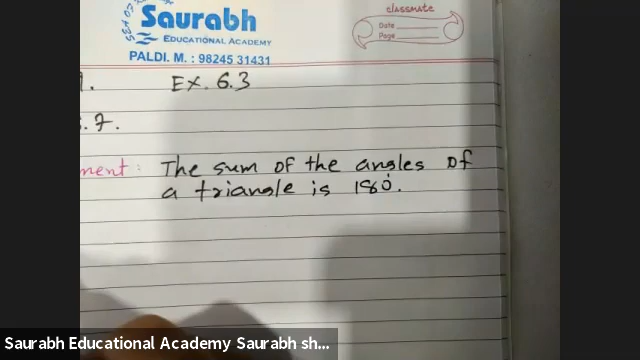 Saurabh
EDUCATIONAL ACADEMY
PALDI. M. : 98245 31431
classmate
Date
Page
Ex. 6.3
.7.
ment: The sum of the angles of
a triangle is 180°.
Saurabh Educational Academy Saurabh sh...